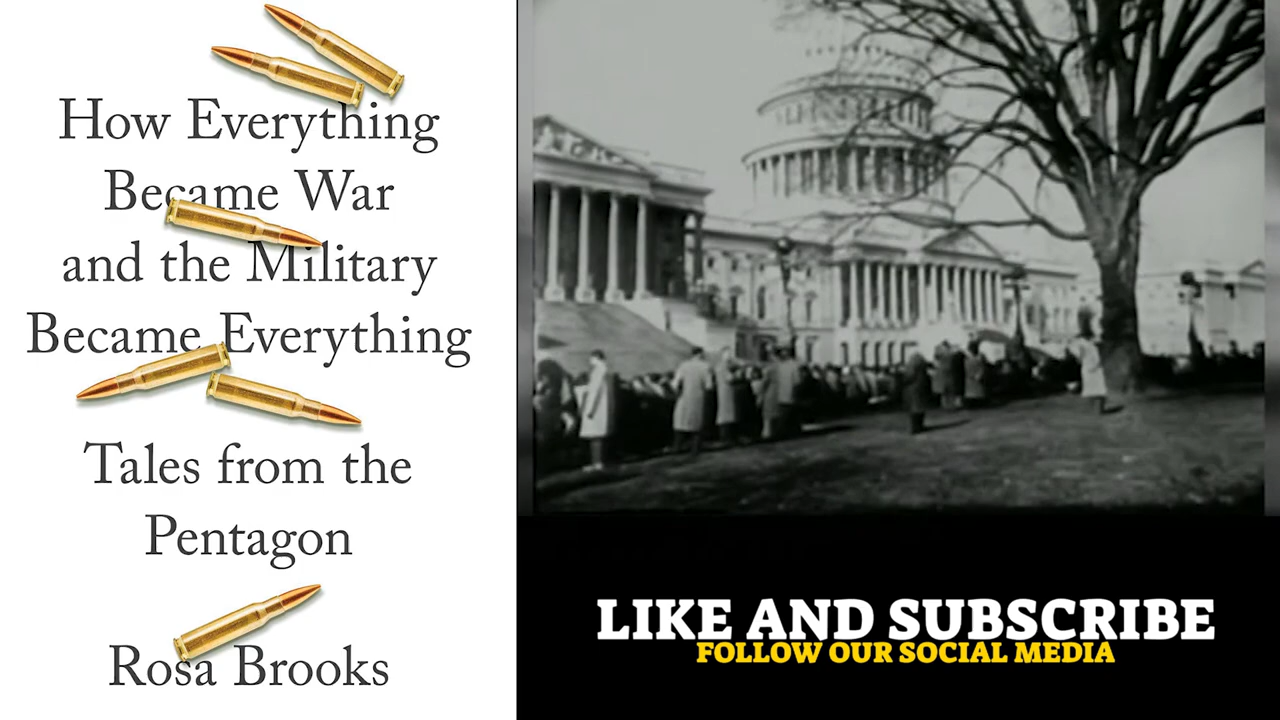 How Everything
Became War
and the Military
Became Everything
Tales from the
Pentagon
Rosa Brooks
LIKE AND SUBSCRIBE
FOLLOW OUR SOCIAL MEDIA